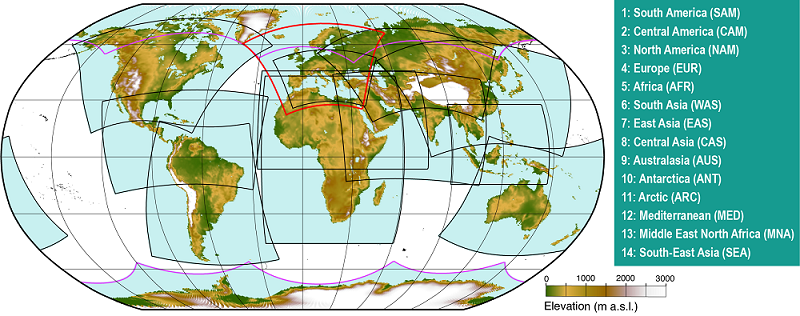 1: South America (SAM)
2: Central America (CAM)
3: North America (NAM)
4: Europe (EUR)
5: Africa (AFR)
6: South Asia (WAS)
7: East Asia (EAS)
8: Central Asia (CAS)
9: Australasia (AUS)
10: Antarctica (ANT)
11: Arctic (ARC)
12: Mediterranean (MED)
13: Middle East North Africa (MNA)
14: South-East Asia (SEA)
0 1000 2000 3000
Elevation (m a.s.l.)